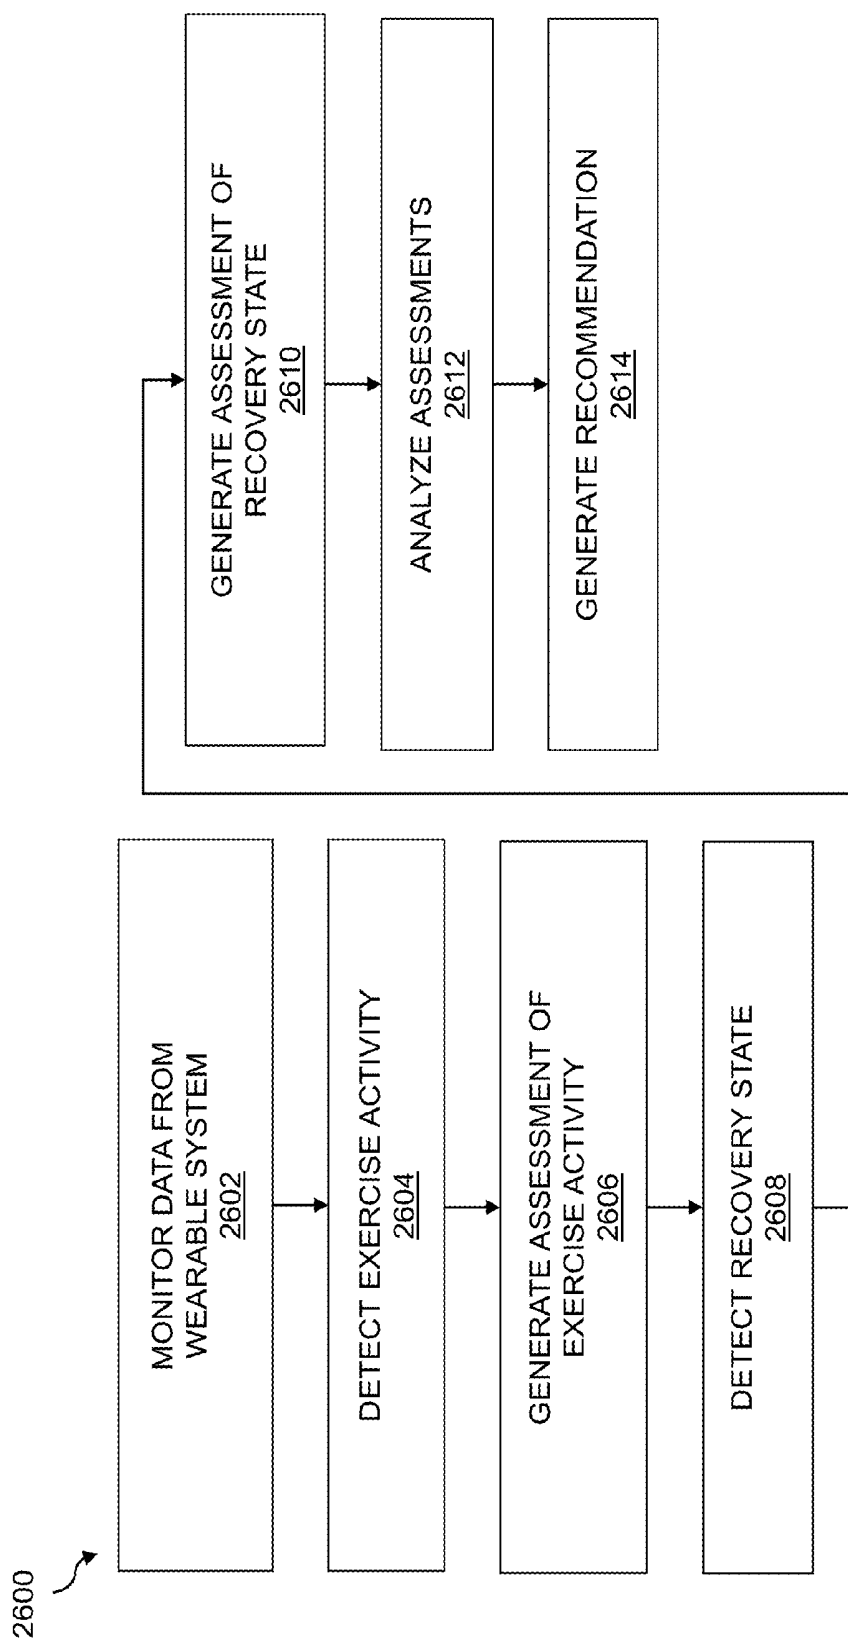 2600
MONITOR DATA FROM
WEARABLE SYSTEM
2602
DETECT EXERCISE ACTIVITY
2604
GENERATE ASSESSMENT OF
EXERCISE ACTIVITY
2606
DETECT RECOVERY STATE
2608
GENERATE ASSESSMENT OF
RECOVERY STATE
2610
ANALYZE ASSESSMENTS
2612
GENERATE RECOMMENDATION
2614